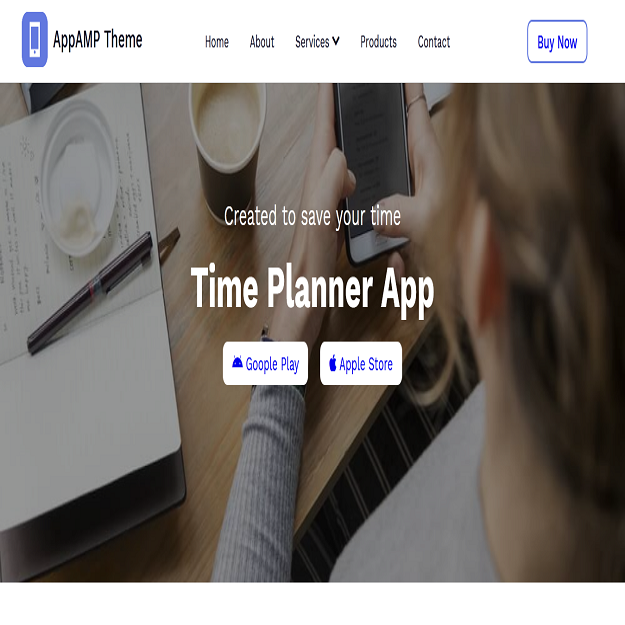 AppAMP Theme
Home About Services Products Contact
Buy Now
Created to save your time
Time Planner App
Google Play Apple Store